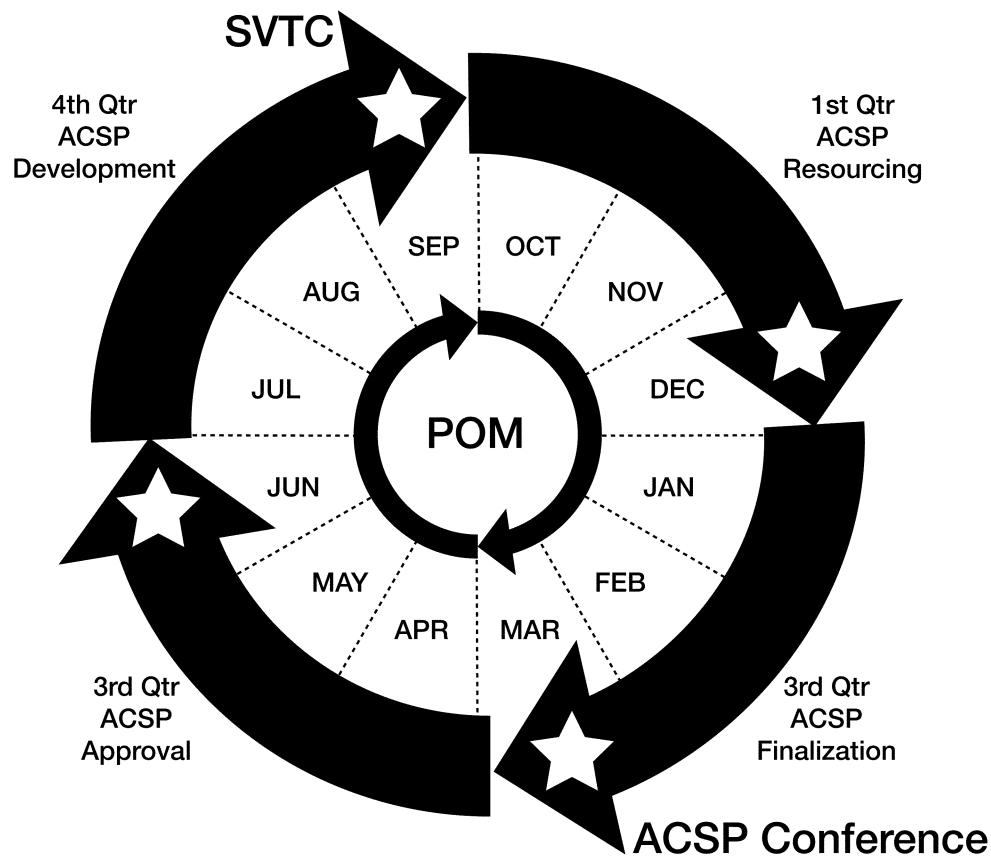 SVTC
4th Qtr
ACSP
Development
1st Qtr
ACSP
Resourcing
SEP
OCT
AUG
NOV
JUL
DEC
POM
JUN
JAN
MAY
FEB
APR
MAR
3rd Qtr
ACSP
Approval
3rd Qtr
ACSP
Finalization
ACSP Conference